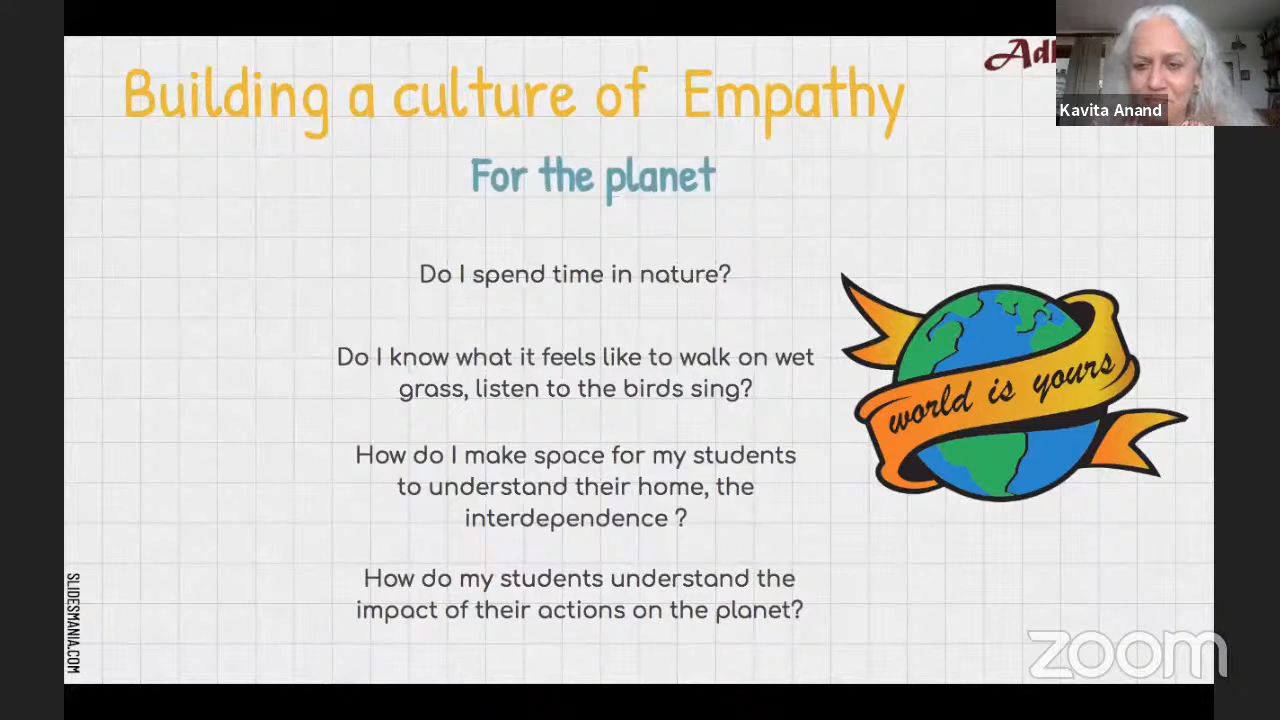 Building a culture of Empathy
For the planet
Kavita Anand
Do I spend time in nature?
Do I know what it feels like to walk on wet
grass, listen to the birds sing?
How do I make space for my students
to understand their home, the
interdependence ?
How do my students understand the
impact of their actions on the planet?
world is yours
SLIDESMANIA.COM
zoom